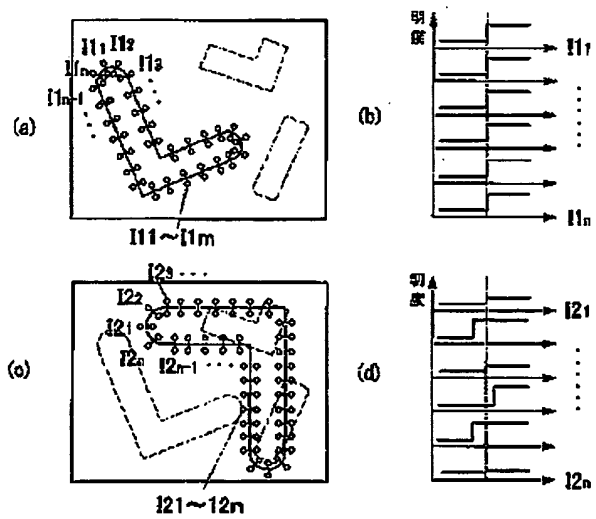 (a)
I1₁
I1₂
I1ₙ
I1₃
I1ₙ₋₁
I11～I1m
(b)
明度
I1₁
I1ₙ
(c)
I2₃
I2₂
I2₁
I2ₙ
I2ₙ₋₁
I21～12n
(d)
明度
I2₁
I2ₙ